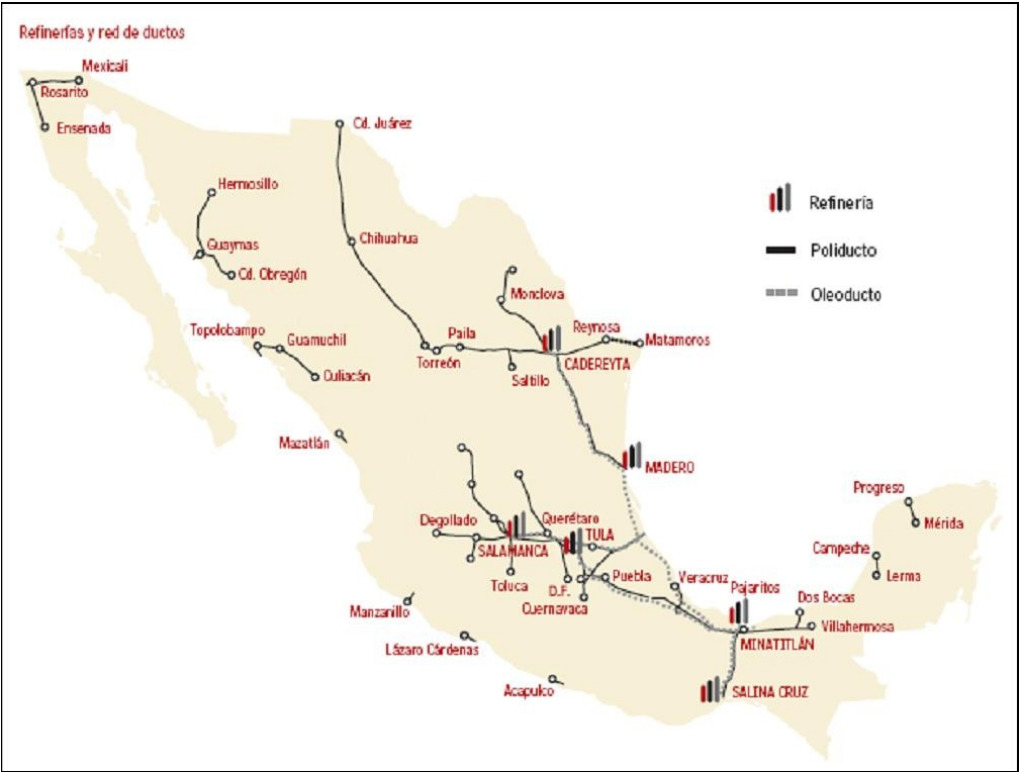 Refinerías y red de ductos
Mexicali
Rosarito
Ensenada
Cd. Juárez
Hermosillo
Refinería
Guaymas
Chihuahua
Poliducto
Cd. Obregón
Monclova
Oleoducto
Topolobampo
Guamuchil
Paila
Reynosa
Matamoros
Torreón
CADEREYTA
Culiacán
Saltillo
Mazatlán
MADERO
Progreso
Degollado
Querétaro
Mérida
TULA
SALAMANCA
Campeche
Toluca
D.F.
Puebla
Veracruz
Pajaritos
Lerma
Cuernavaca
Dos Bocas
Manzanillo
Villahermosa
MINATITLÁN
Lázaro Cárdenas
Acapulco
SALINA CRUZ